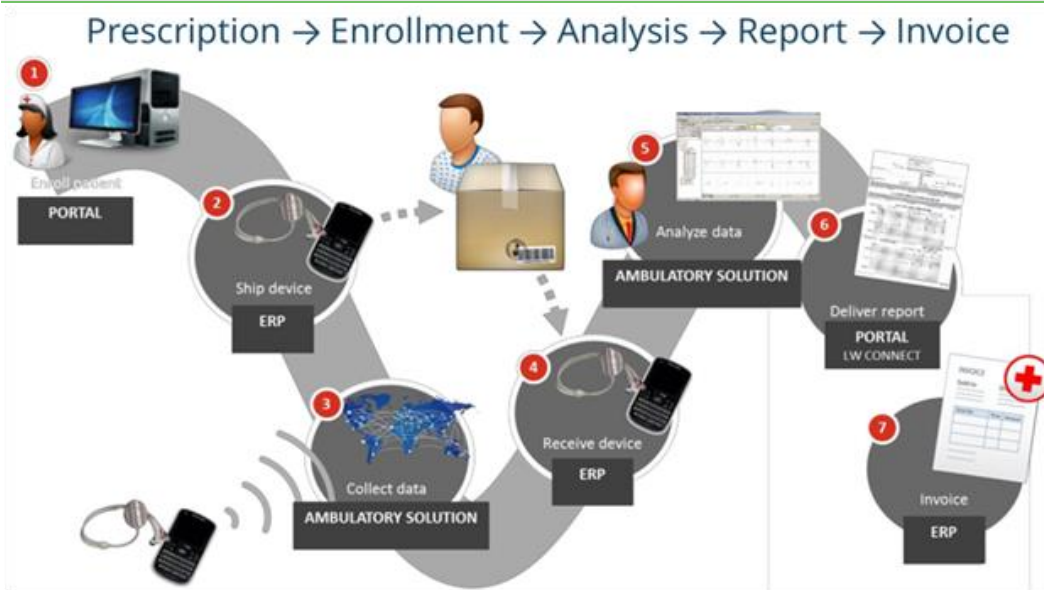 Prescription → Enrollment → Analysis → Report → Invoice
1
Enroll patient
PORTAL
2
Ship device
ERP
3
Collect data
AMBULATORY SOLUTION
4
Receive device
ERP
5
Analyze data
AMBULATORY SOLUTION
6
Deliver report
PORTAL
LW CONNECT
INVOICE
7
Invoice
ERP